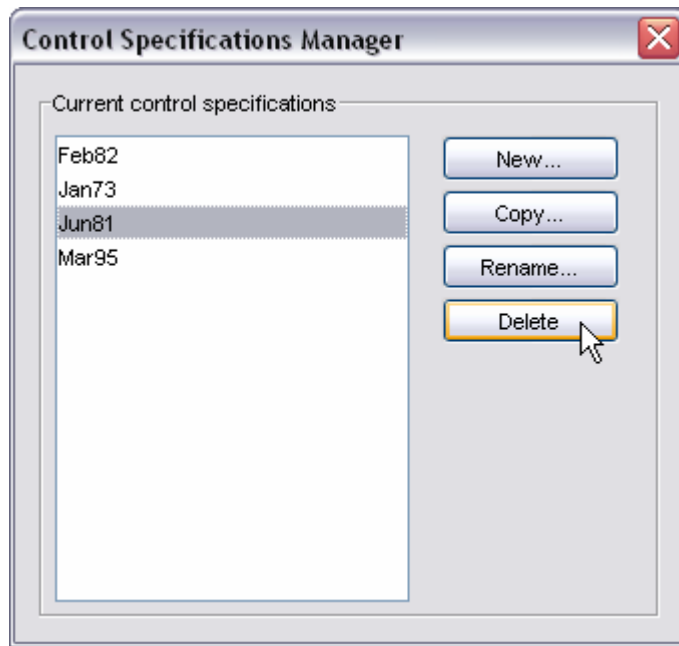 Control Specifications Manager
Current control specifications
Feb82
Jan73
Jun81
Mar95
New...
Copy...
Rename...
Delete